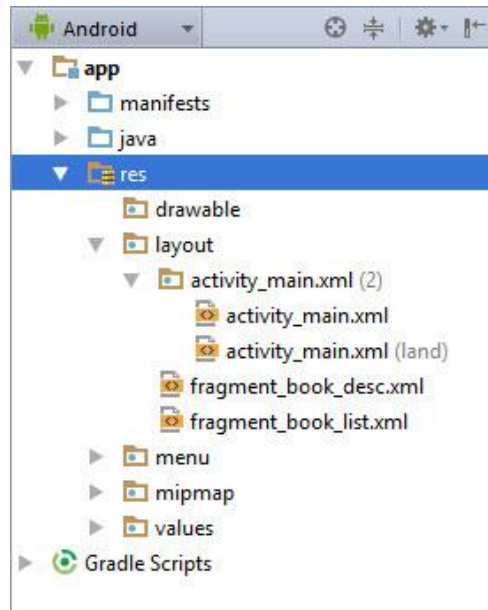 Android
app
manifests
java
res
drawable
layout
activity_main.xml (2)
activity_main.xml
activity_main.xml (land)
fragment_book_desc.xml
fragment_book_list.xml
menu
mipmap
values
Gradle Scripts